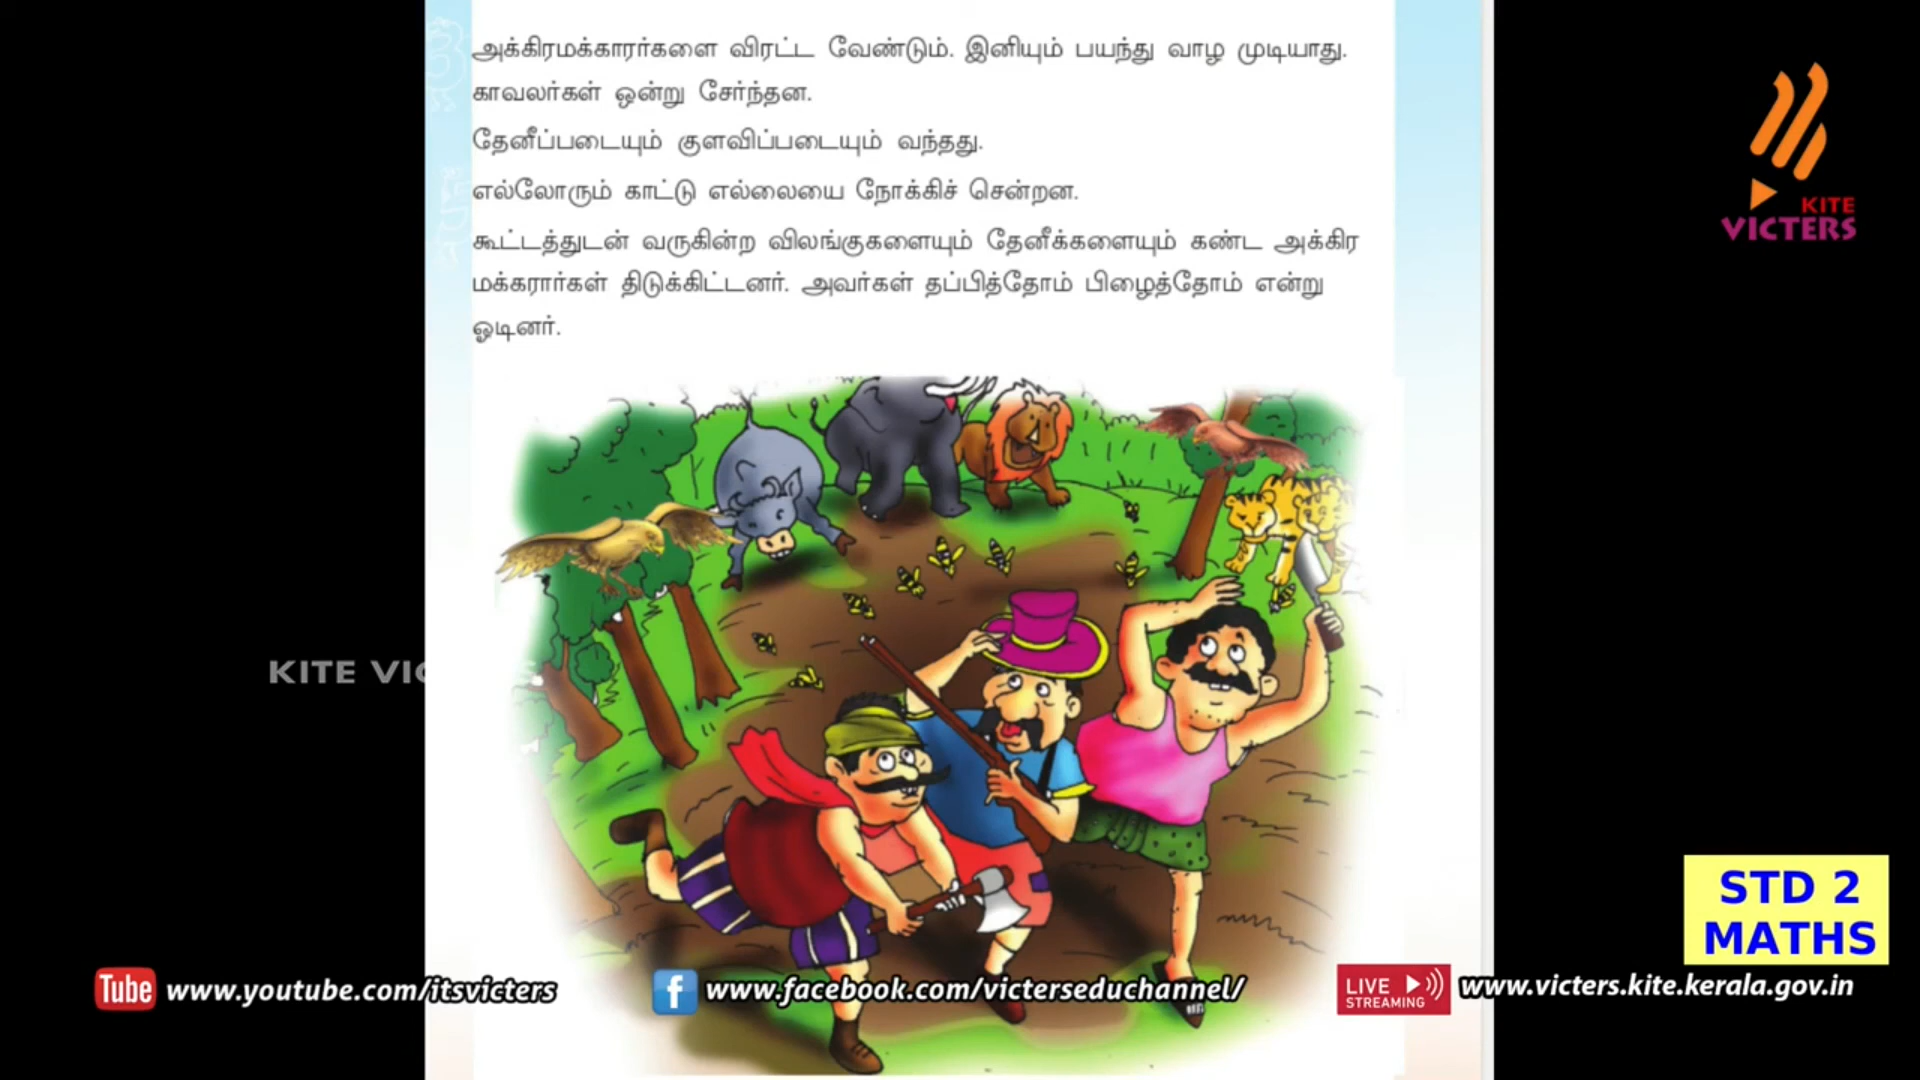 அக்கிரமக்காரர்களை விரட்ட வேண்டும். இனியும் பயந்து வாழ முடியாது.
காவலர்கள் ஒன்று சேர்ந்தன.
தேனீப்படையும் குளவிப்படையும் வந்தது.
எல்லோரும் காட்டு எல்லையை நோக்கிச் சென்றன.
கூட்டத்துடன் வருகின்ற விலங்குகளையும் தேனீக்களையும் கண்ட அக்கிர
மக்கரார்கள் திடுக்கிட்டனர். அவர்கள் தப்பித்தோம் பிழைத்தோம் என்று
ஓடினர்.
KITE
VICTERS
KITE
STD 2
MATHS
Tube www.youtube.com/itsvicters
f www.facebook.com/victerseduchannel/
LIVE
STREAMING
www.victers.kite.kerala.gov.in